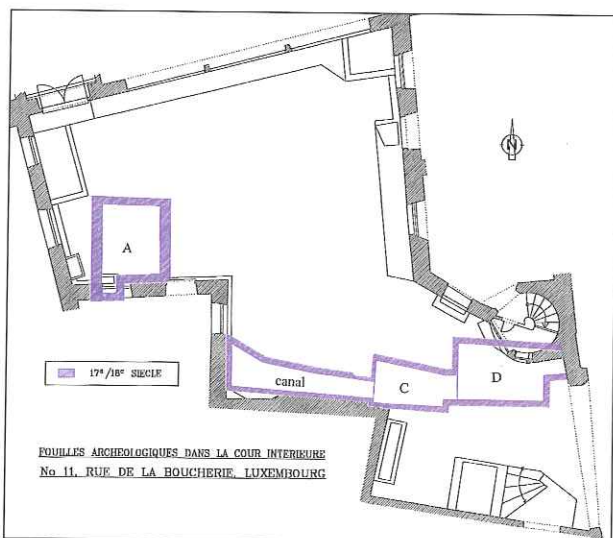 N
A
17e/18e SIECLE
canal
C
D
FOUILLES ARCHEOLOGIQUES DANS LA COUR INTERIEURE
No 11, RUE DE LA BOUCHERIE, LUXEMBOURG